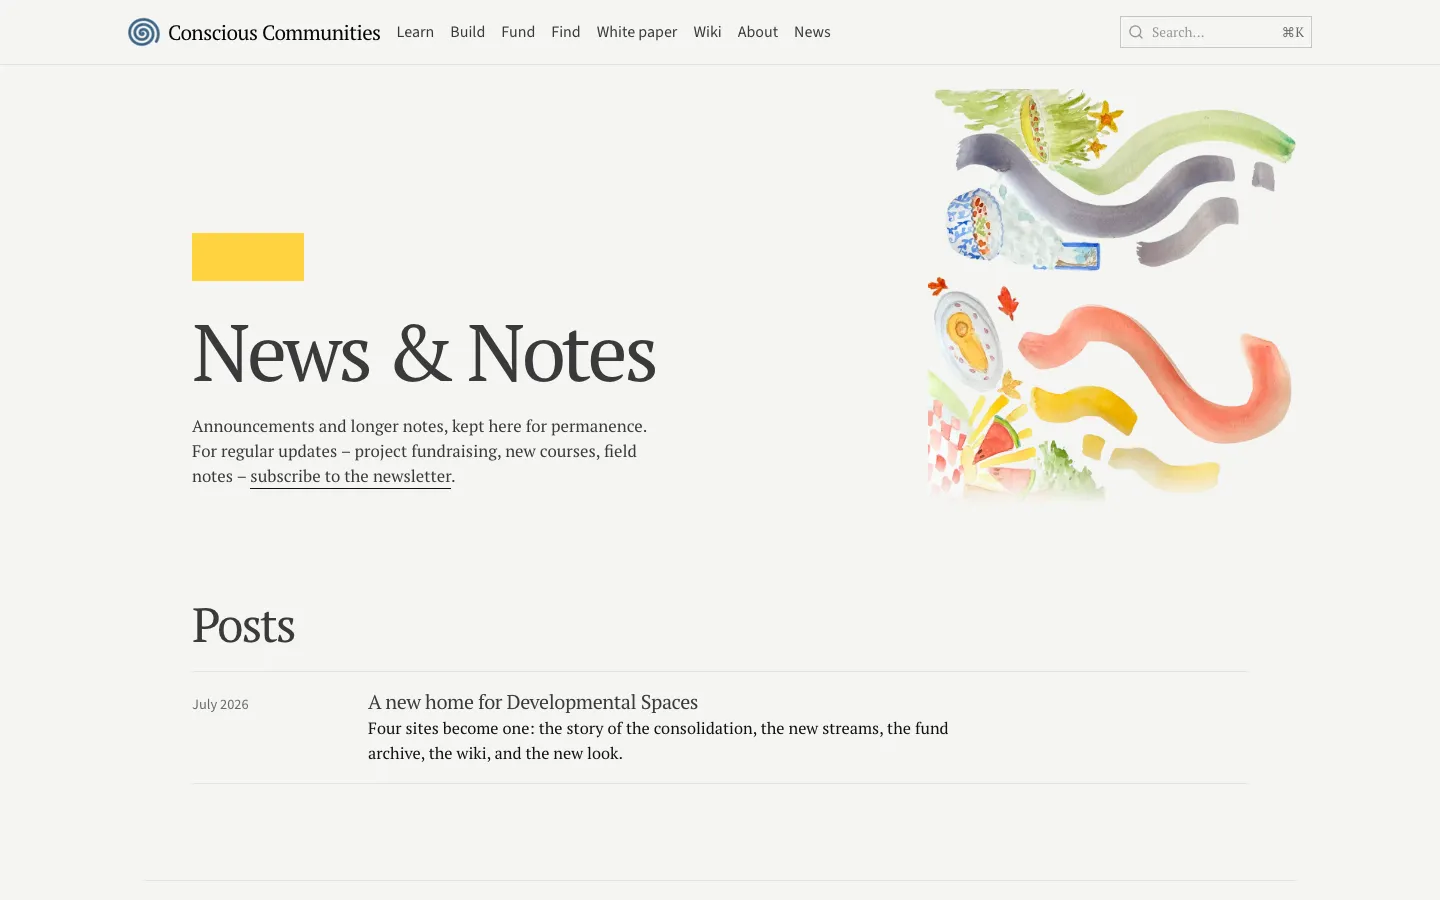 Conscious Communities Learn Build Fund Find White paper Wiki About News Search... ⌘K
News & Notes
Announcements and longer notes, kept here for permanence.
For regular updates – project fundraising, new courses, field
notes – subscribe to the newsletter.
Posts
July 2026
A new home for Developmental Spaces
Four sites become one: the story of the consolidation, the new streams, the fund
archive, the wiki, and the new look.